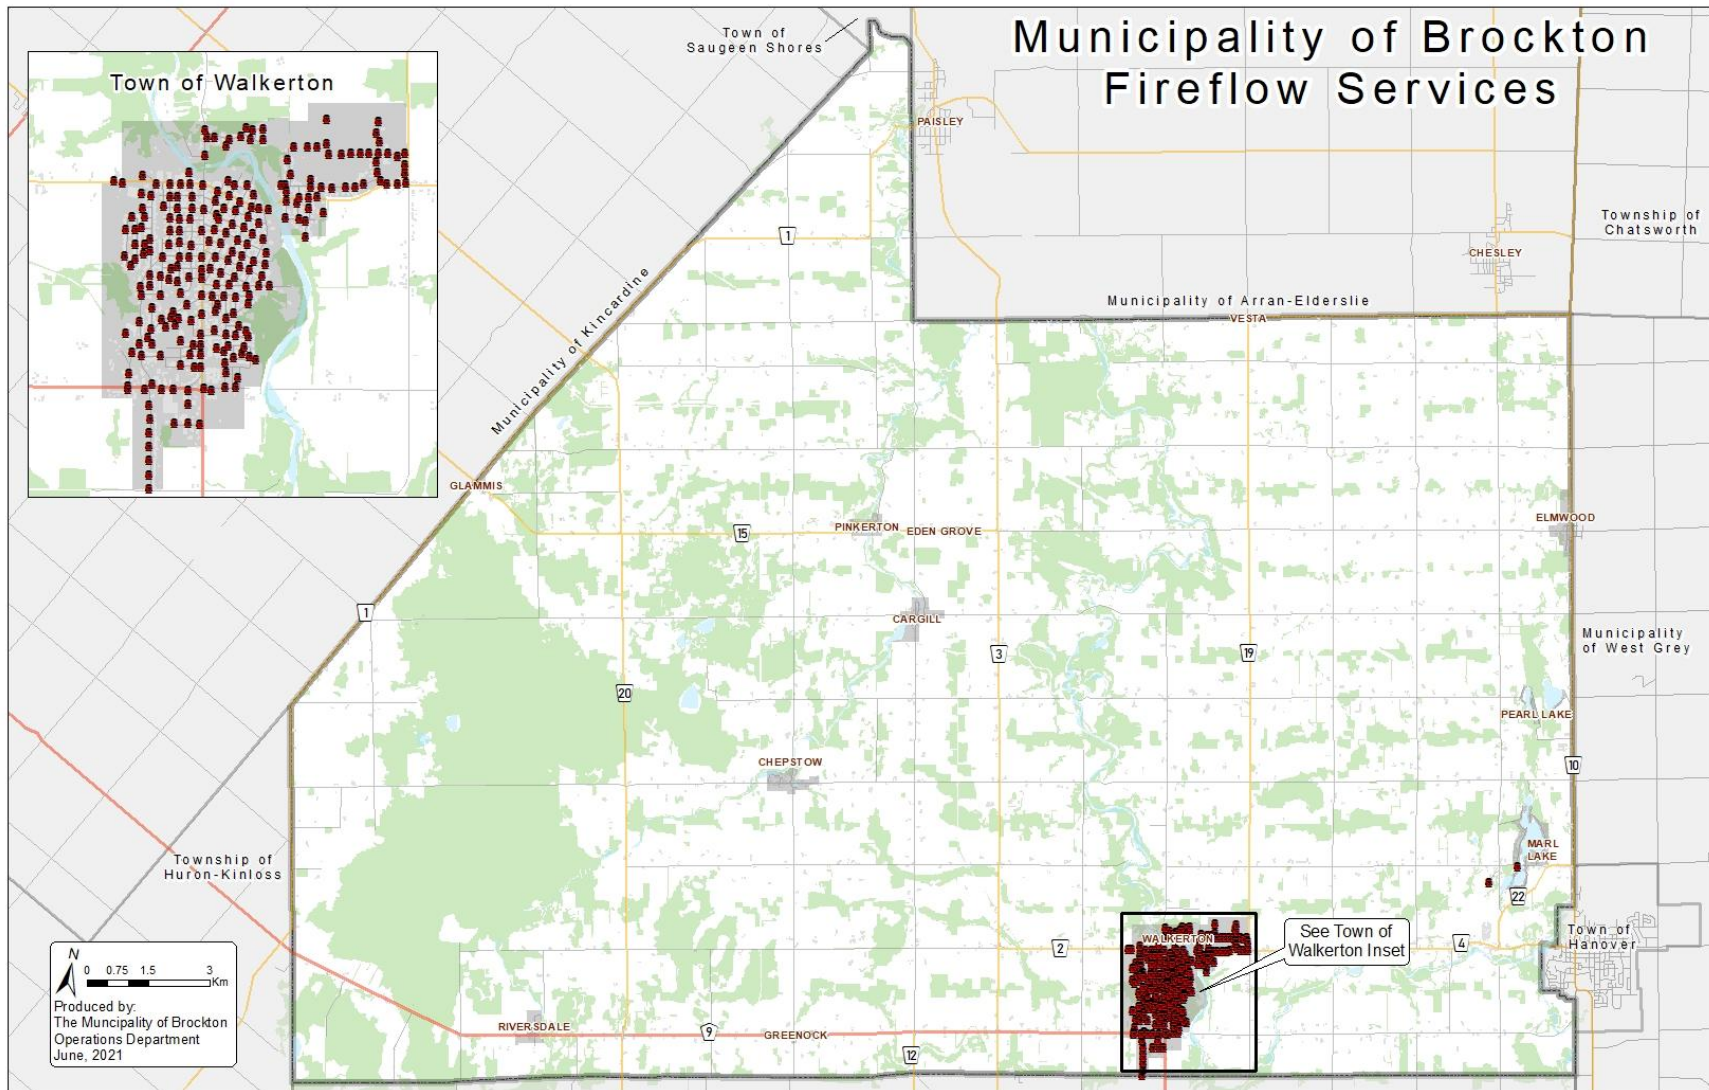 Municipality of Brockton
Fireflow Services
Town of
Saugeen Shores
Town of Walkerton
PAISLEY
Township of
Chatsworth
CHESLEY
1
Municipality of Kincardine
Municipality of Arran-Elderslie
VESTA
GLAMMIS
15
PINKERTON
EDEN GROVE
ELMWOOD
1
CARGILL
3
19
Municipality
of West Grey
20
PEARL LAKE
CHEPSTOW
10
MARL
LAKE
Township of
Huron-Kinloss
22
See Town of
Walkerton Inset
Town of
Hanover
WALKERTON
2
4
N
0 0.75 1.5 3
Km
Produced by:
The Muncipality of Brockton
Operations Department
June, 2021
RIVERSDALE
9
GREENOCK
12